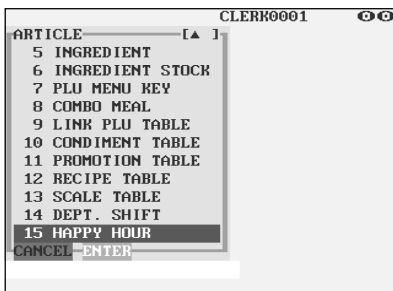 CLERK0001
ARTICLE [▲ ]
5 INGREDIENT
6 INGREDIENT STOCK
7 PLU MENU KEY
8 COMBO MEAL
9 LINK PLU TABLE
10 CONDIMENT TABLE
11 PROMOTION TABLE
12 RECIPE TABLE
13 SCALE TABLE
14 DEPT. SHIFT
15 HAPPY HOUR
CANCEL ENTER